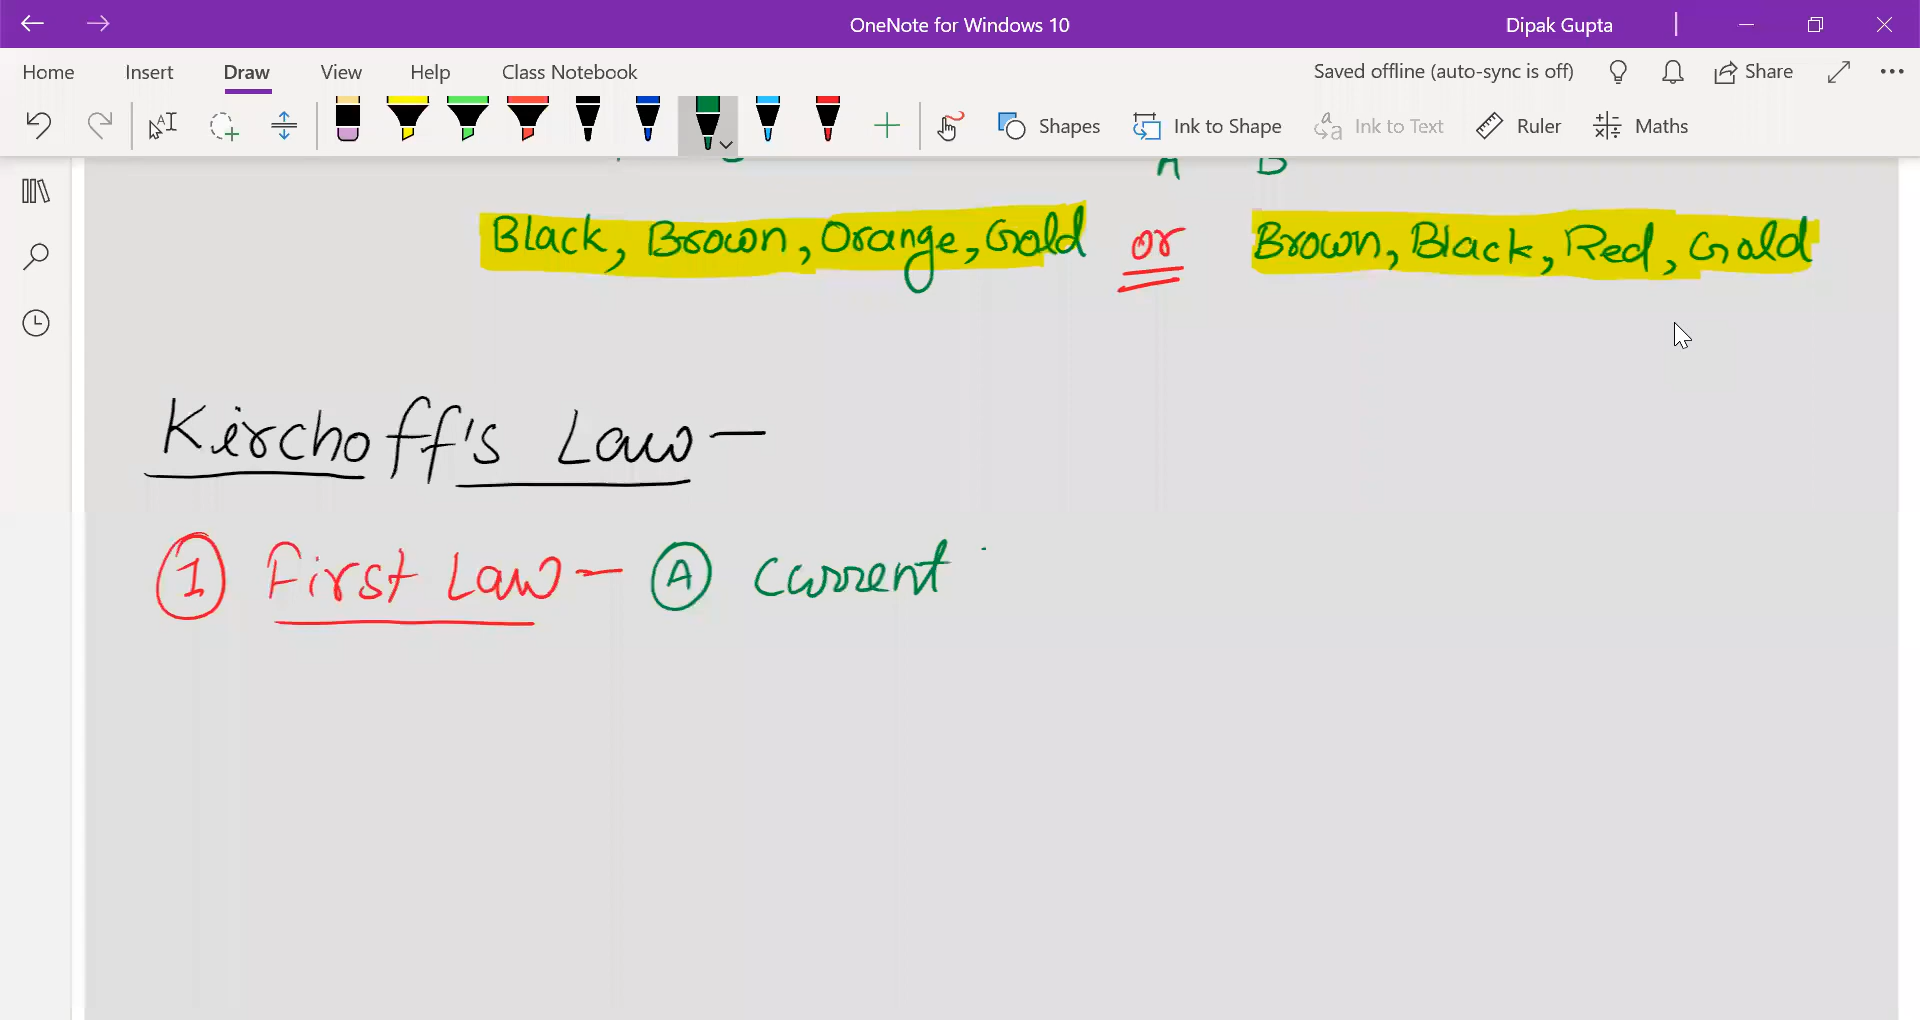 OneNote for Windows 10
Dipak Gupta
Home Insert Draw View Help Class Notebook
Saved offline (auto-sync is off) Share
Shapes Ink to Shape Ink to Text Ruler Maths
A B
Black, Brown, Orange, Gold or Brown, Black, Red, Gold
Kirchoff's Law —
1 First Law — A Current